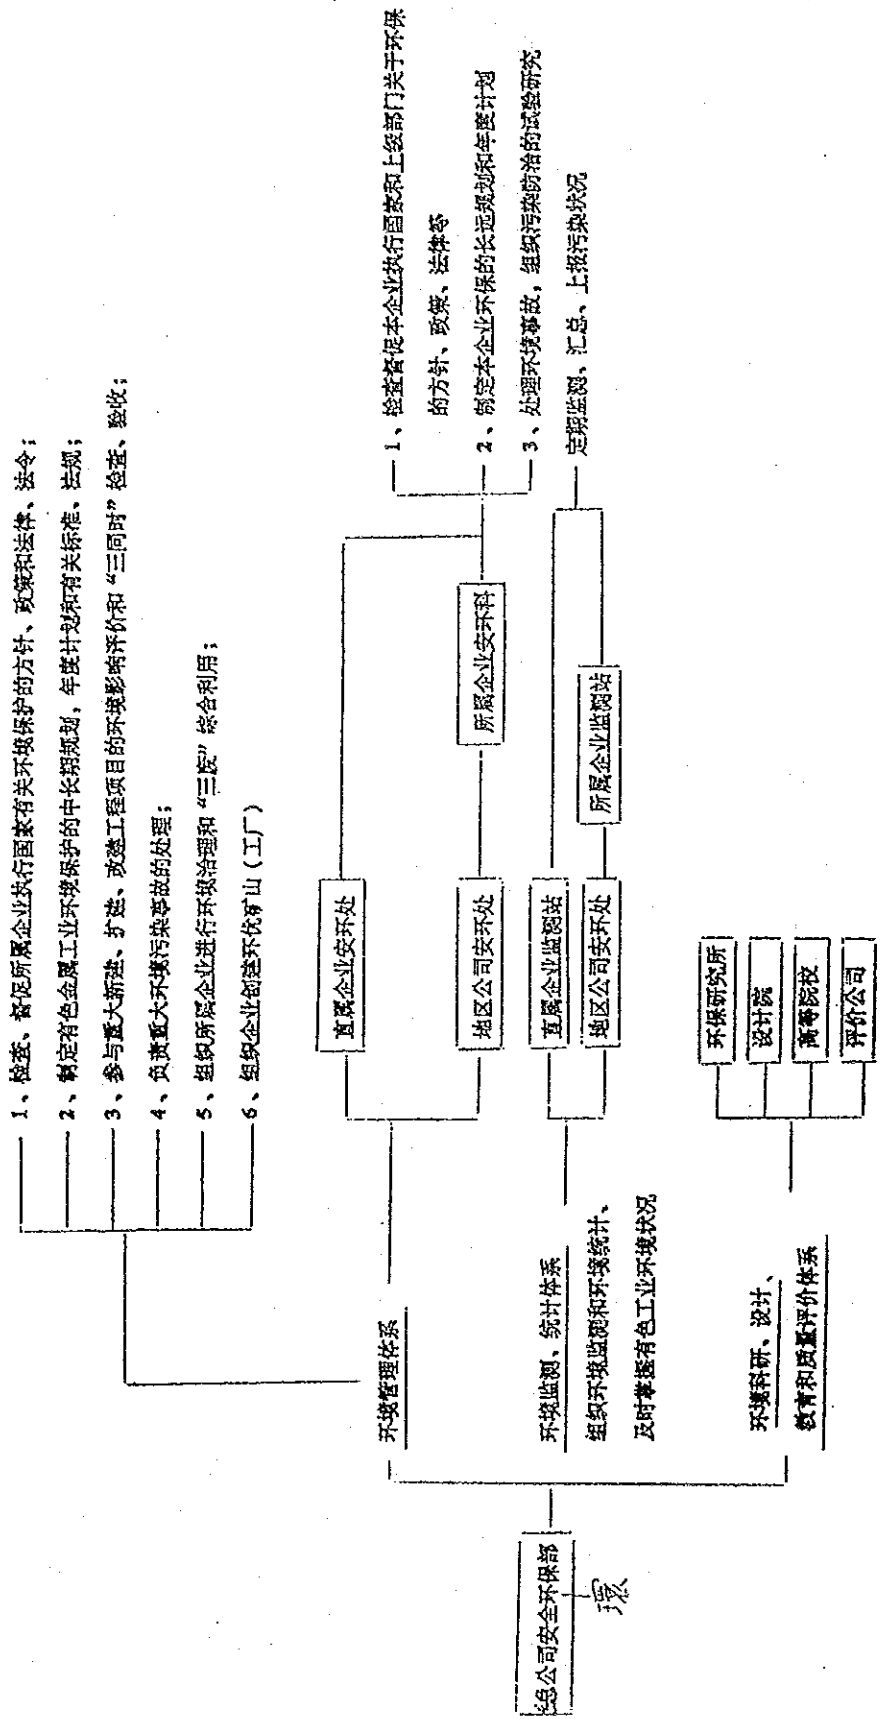 总公司安全环保部
環
环境管理体系
1、检查、督促所属企业执行国家有关环境保护的方针、政策和法律、法令；
2、制定有色金属工业环境保护的中长期规划，年度计划和有关标准、法规；
3、参与重大新建、扩建、改建工程项目的环境影响评价和“三同时”检查、验收；
4、负责重大环境污染事故的处理；
5、组织所属企业进行环境治理和“三废”综合利用；
6、组织企业创建环优矿山（工厂）
直属企业安环处
地区公司安环处
所属企业安环科
1、检查督促本企业执行国家和上级部门关于环保
的方针、政策、法律等
2、制定本企业环保的长远规划和年度计划
3、处理环境事故，组织污染防治的试验研究
环境监测、统计体系
组织环境监测和环境统计、
及时掌握有色工业环境状况
直属企业监测站
地区公司安环处
所属企业监测站
定期监测、汇总、上报污染状况
环境科研、设计、
教育和质量评价体系
环保研究所
设计院
高等院校
评价公司